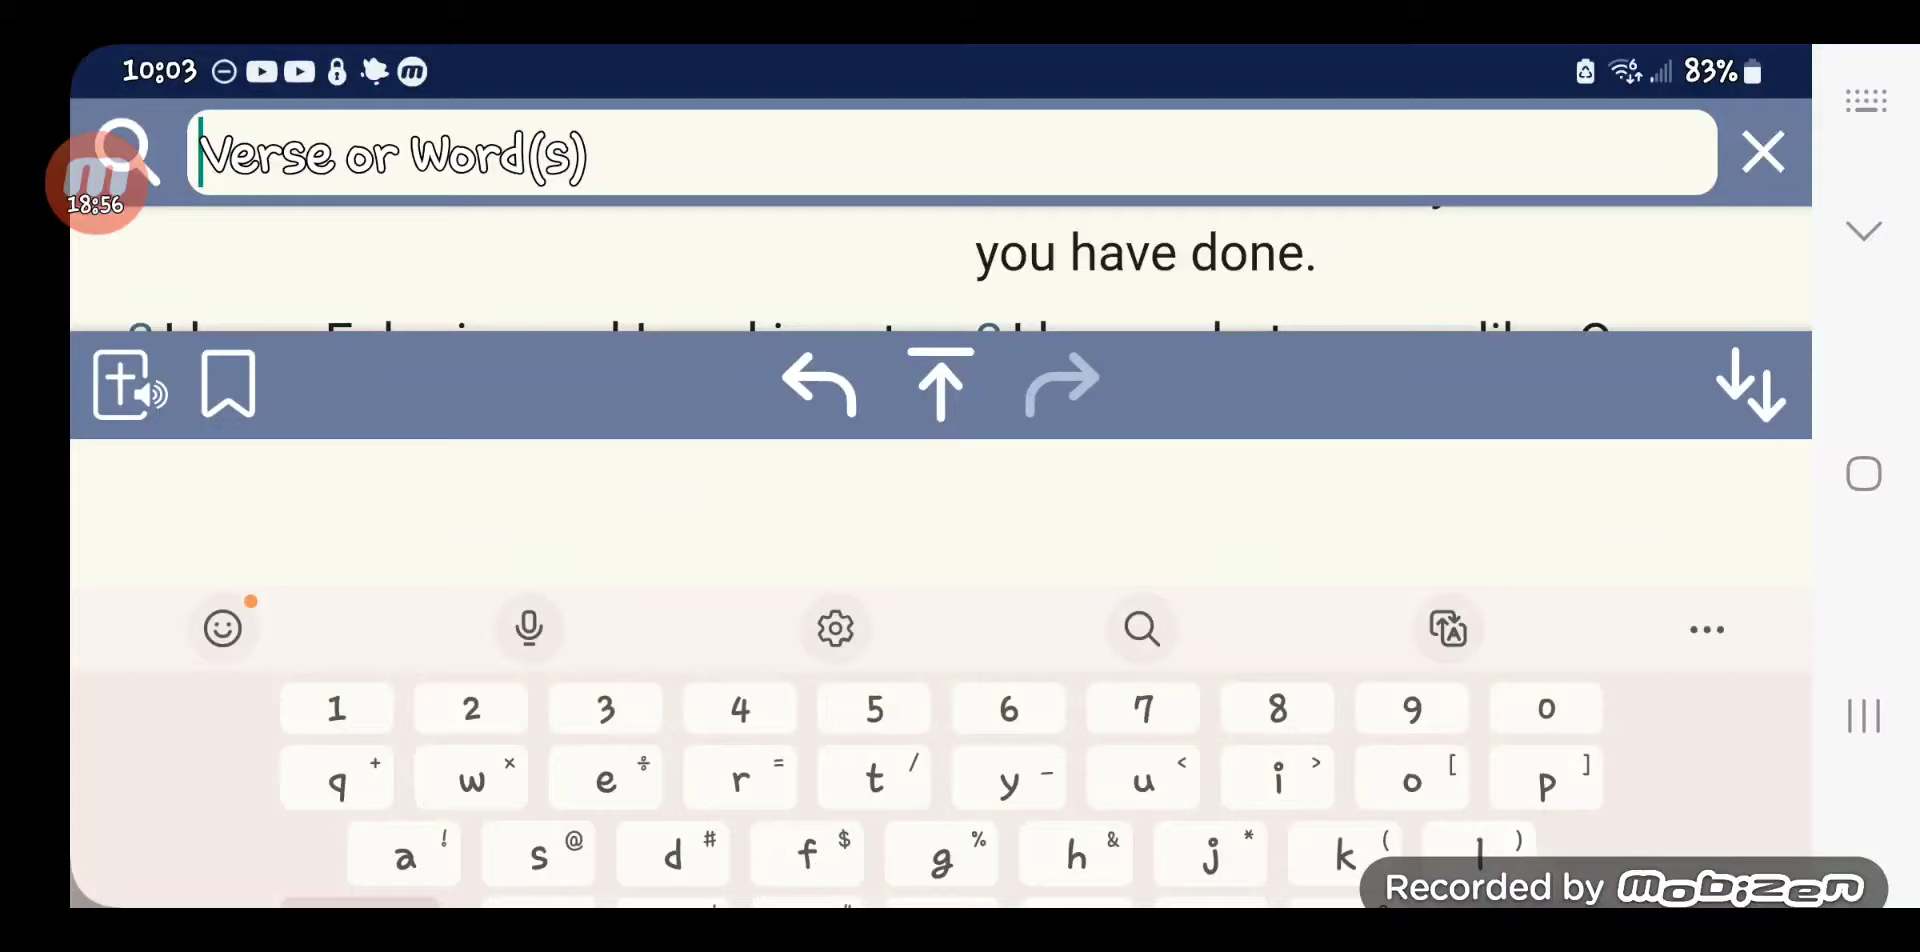 10:03
83%
Verse or Word(s)
18:56
you have done.
1 2 3 4 5 6 7 8 9 0
q + w × e ÷ r = t / y − u < i > o [ p ]
a ! s @ d # f $ g % h & j * k ( l )
Recorded by mobizen